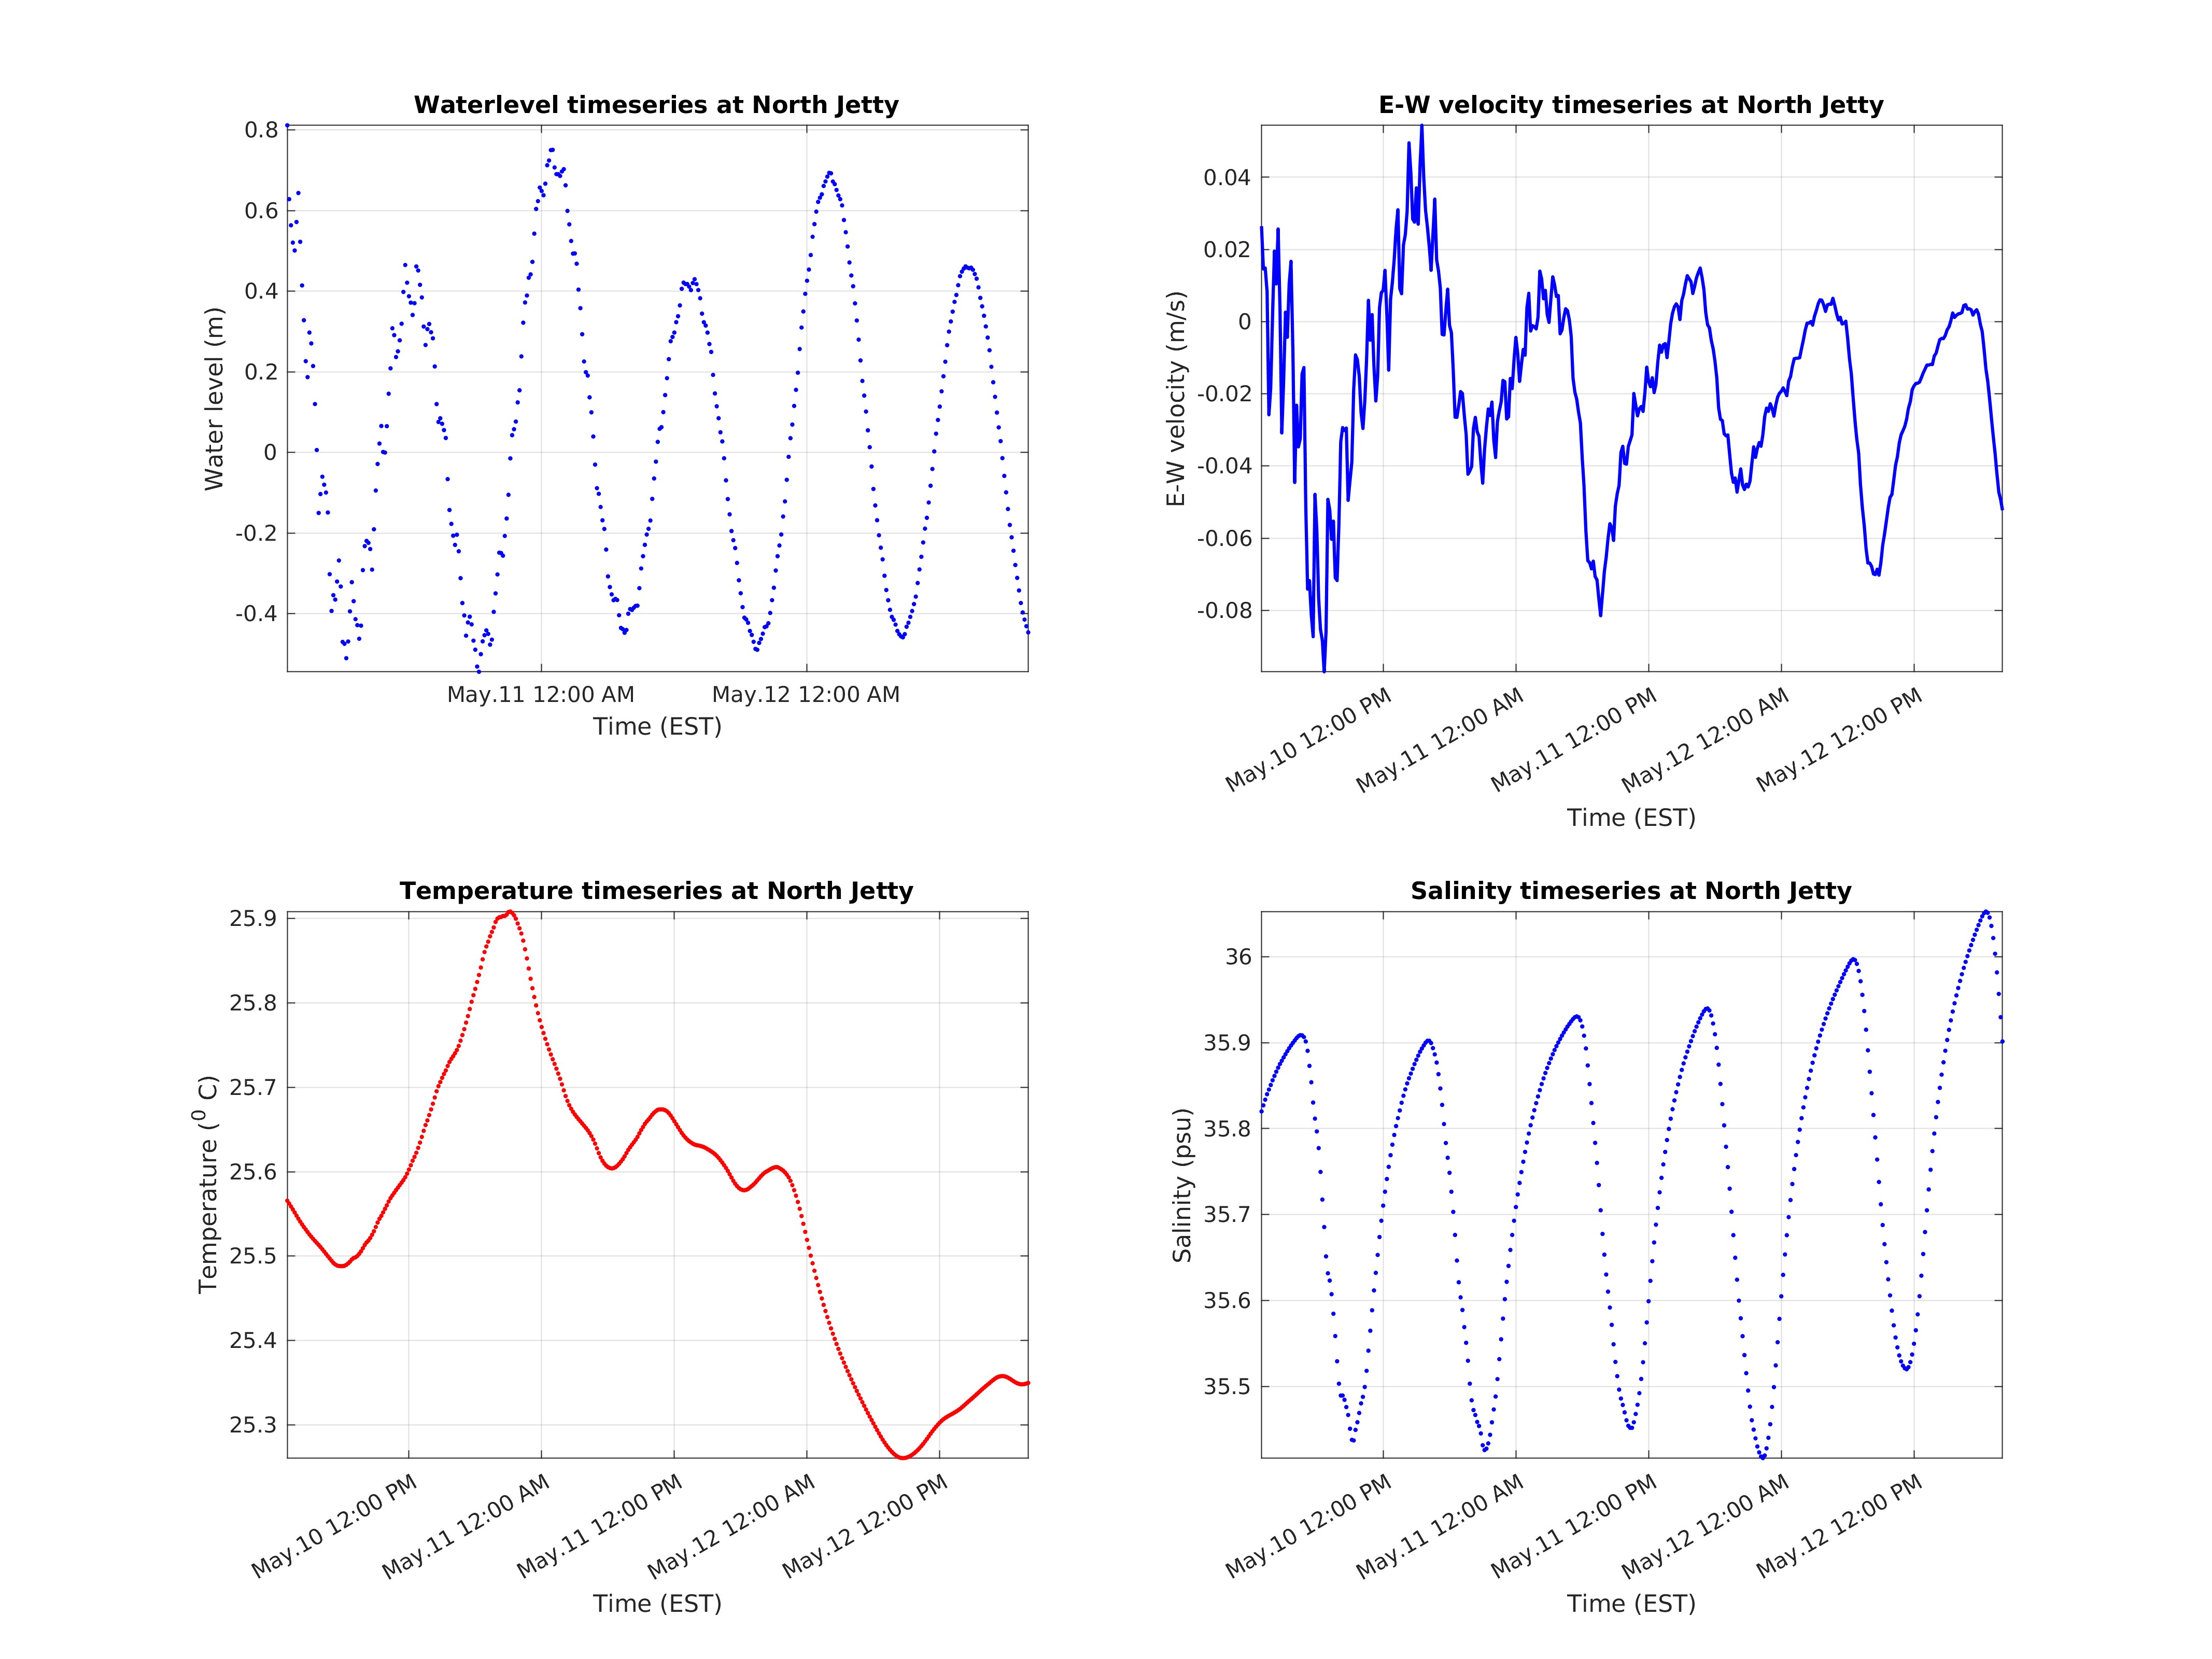 Waterlevel timeseries at North Jetty
0.8
0.6
0.4
0.2
0
-0.2
-0.4
Water level (m)
May.11 12:00 AM
May.12 12:00 AM
Time (EST)
E-W velocity timeseries at North Jetty
0.04
0.02
0
-0.02
-0.04
-0.06
-0.08
E-W velocity (m/s)
May.10 12:00 PM
May.11 12:00 AM
May.11 12:00 PM
May.12 12:00 AM
May.12 12:00 PM
Time (EST)
Temperature timeseries at North Jetty
25.9
25.8
25.7
25.6
25.5
25.4
25.3
Temperature (⁰ C)
May.10 12:00 PM
May.11 12:00 AM
May.11 12:00 PM
May.12 12:00 AM
May.12 12:00 PM
Time (EST)
Salinity timeseries at North Jetty
36
35.9
35.8
35.7
35.6
35.5
Salinity (psu)
May.10 12:00 PM
May.11 12:00 AM
May.11 12:00 PM
May.12 12:00 AM
May.12 12:00 PM
Time (EST)